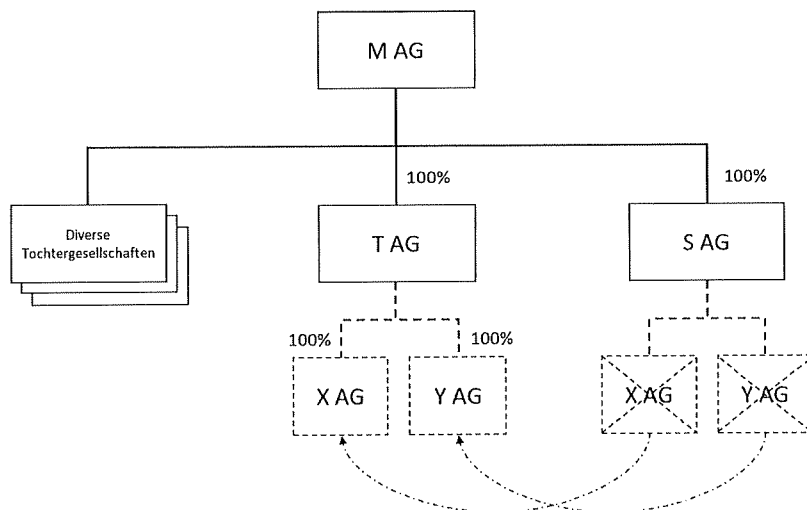 M AG
100%
100%
Diverse
Tochtergesellschaften
T AG
S AG
100%
100%
X AG
Y AG
X AG
Y AG